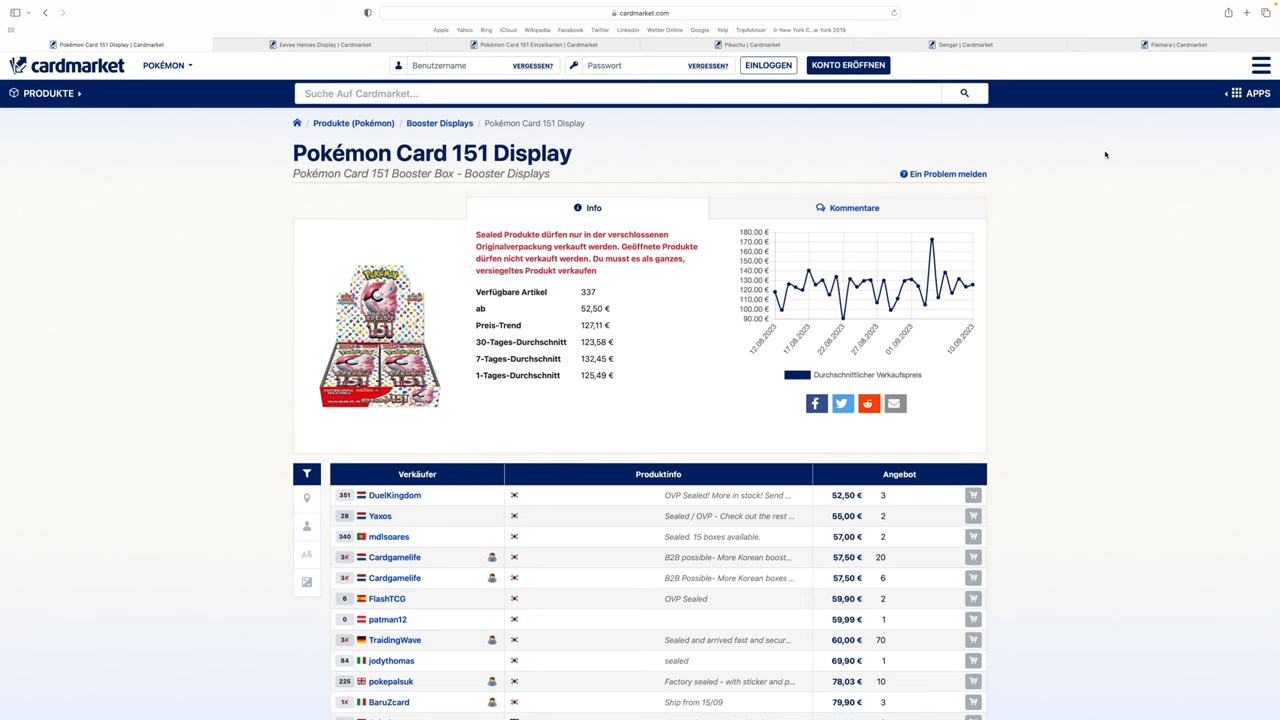 cardmarket.com
Apple Yahoo Bing iCloud Wikipedia Facebook Twitter LinkedIn Wetter Online Google Yelp TripAdvisor ⊳ New York C...w York 2019
Pokémon Card 151 Display | Cardmarket
Eevee Heroes Display | Cardmarket
Pokémon Card 151 Einzelkarten | Cardmarket
Pikachu | Cardmarket
Gengar | Cardmarket
Flamara | Cardmarket
cardmarket POKÉMON Benutzername VERGESSEN? Passwort VERGESSEN? EINLOGGEN KONTO ERÖFFNEN
PRODUKTE Suche Auf Cardmarket... APPS
Produkte (Pokémon) / Booster Displays / Pokémon Card 151 Display
Pokémon Card 151 Display
Pokémon Card 151 Booster Box - Booster Displays
Ein Problem melden
Info
Kommentare
Sealed Produkte dürfen nur in der verschlossenen
Originalverpackung verkauft werden. Geöffnete Produkte
dürfen nicht verkauft werden. Du musst es als ganzes,
versiegeltes Produkt verkaufen
Verfügbare Artikel 337
ab 52,50 €
Preis-Trend 127,11 €
30-Tages-Durchschnitt 123,58 €
7-Tages-Durchschnitt 132,45 €
1-Tages-Durchschnitt 125,49 €
180.00 €
170.00 €
160.00 €
150.00 €
140.00 €
130.00 €
120.00 €
110.00 €
100.00 €
90.00 €
12.08.2023
17.08.2023
22.08.2023
27.08.2023
01.09.2023
10.09.2023
Durchschnittlicher Verkaufspreis
Pokémon
151
151
151
Verkäufer Produktinfo Angebot
351 DuelKingdom OVP Sealed! More in stock! Send ... 52,50 € 3
28 Yaxos Sealed / OVP - Check out the rest ... 55,00 € 2
340 mdlsoares Sealed. 15 boxes available. 57,00 € 2
3K Cardgamelife B2B possible- More Korean boost... 57,50 € 20
3K Cardgamelife B2B Possible- More Korean boxes ... 57,50 € 6
6 FlashTCG OVP Sealed 59,90 € 2
0 patman12 59,99 € 1
3K TraidingWave Sealed and arrived fast and secur... 60,00 € 70
84 jodythomas sealed 69,90 € 1
225 pokepalsuk Factory sealed - with sticker and p... 78,03 € 10
1K BaruZcard Ship from 15/09 79,90 € 3